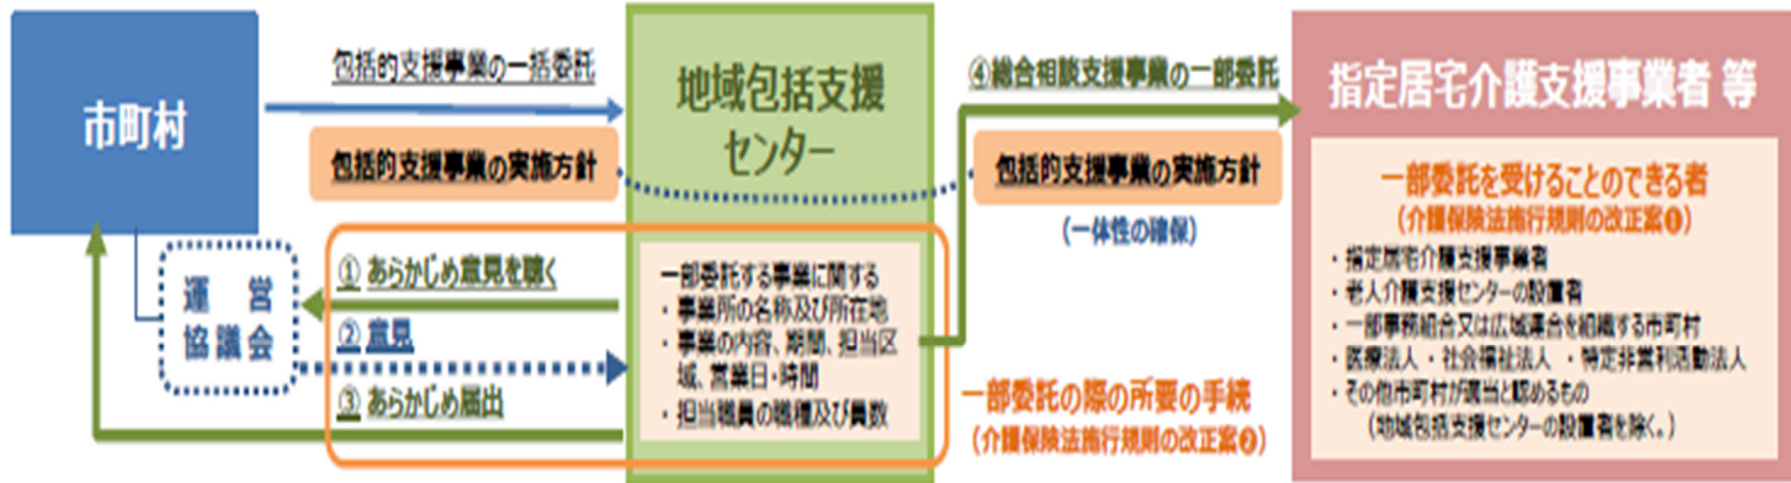 市町村
包括的支援事業の一括委託
包括的支援事業の実施方針
運　営
協議会
① あらかじめ意見を聴く
② 意見
③ あらかじめ届出
地域包括支援
センター
一部委託する事業に関する
・事業所の名称及び所在地
・事業の内容、期間、担当区
域、営業日・時間
・担当職員の職種及び員数
④総合相談支援事業の一部委託
包括的支援事業の実施方針
(一体性の確保)
一部委託の際の所要の手続
(介護保険法施行規則の改正案❷)
指定居宅介護支援事業者 等
一部委託を受けることのできる者
(介護保険法施行規則の改正案❶)
・指定居宅介護支援事業者
・老人介護支援センターの設置者
・一部事務組合又は広域連合を組織する市町村
・医療法人・社会福祉法人 ・特定非営利活動法人
・その他市町村が適当と認めるもの
(地域包括支援センターの設置者を除く。)